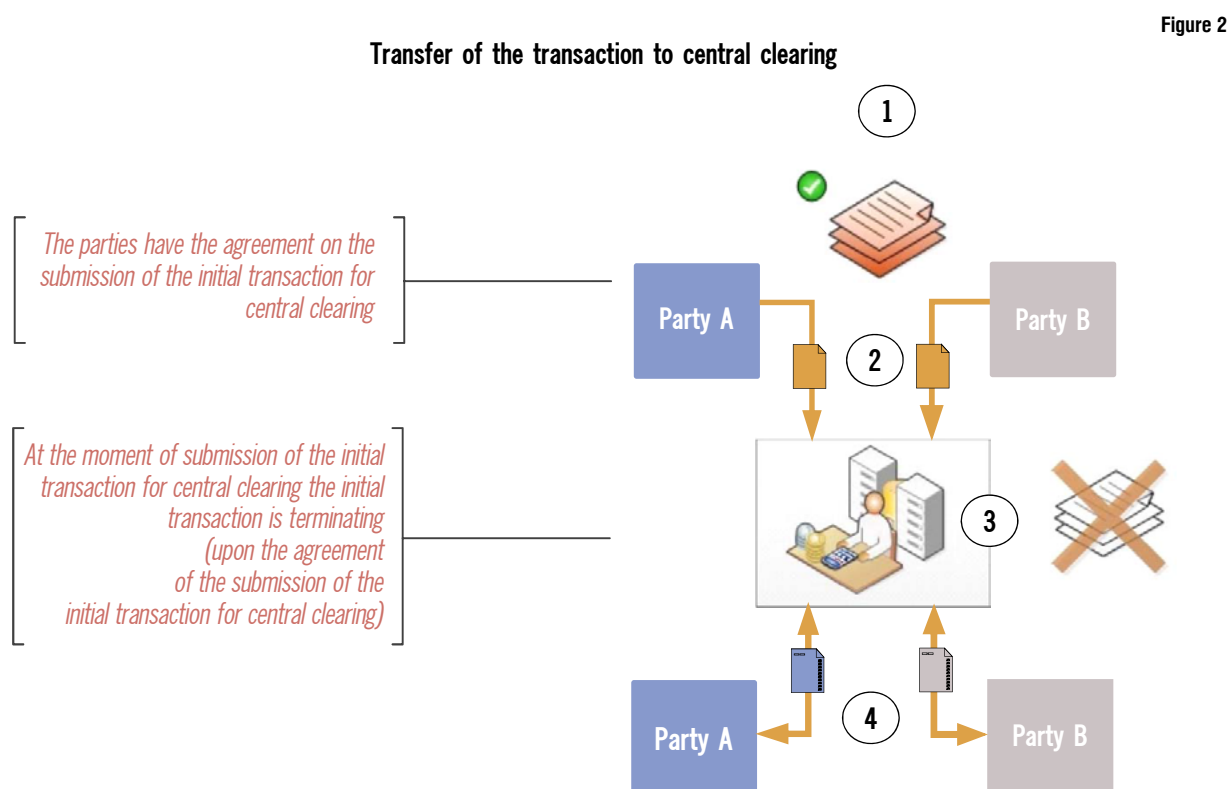 Figure 2
Transfer of the transaction to central clearing
1
The parties have the agreement on the
submission of the initial transaction for
central clearing
Party A
Party B
2
At the moment of submission of the initial
transaction for central clearing the initial
transaction is terminating
(upon the agreement
of the submission of the
initial transaction for central clearing)
3
4
Party A
Party B